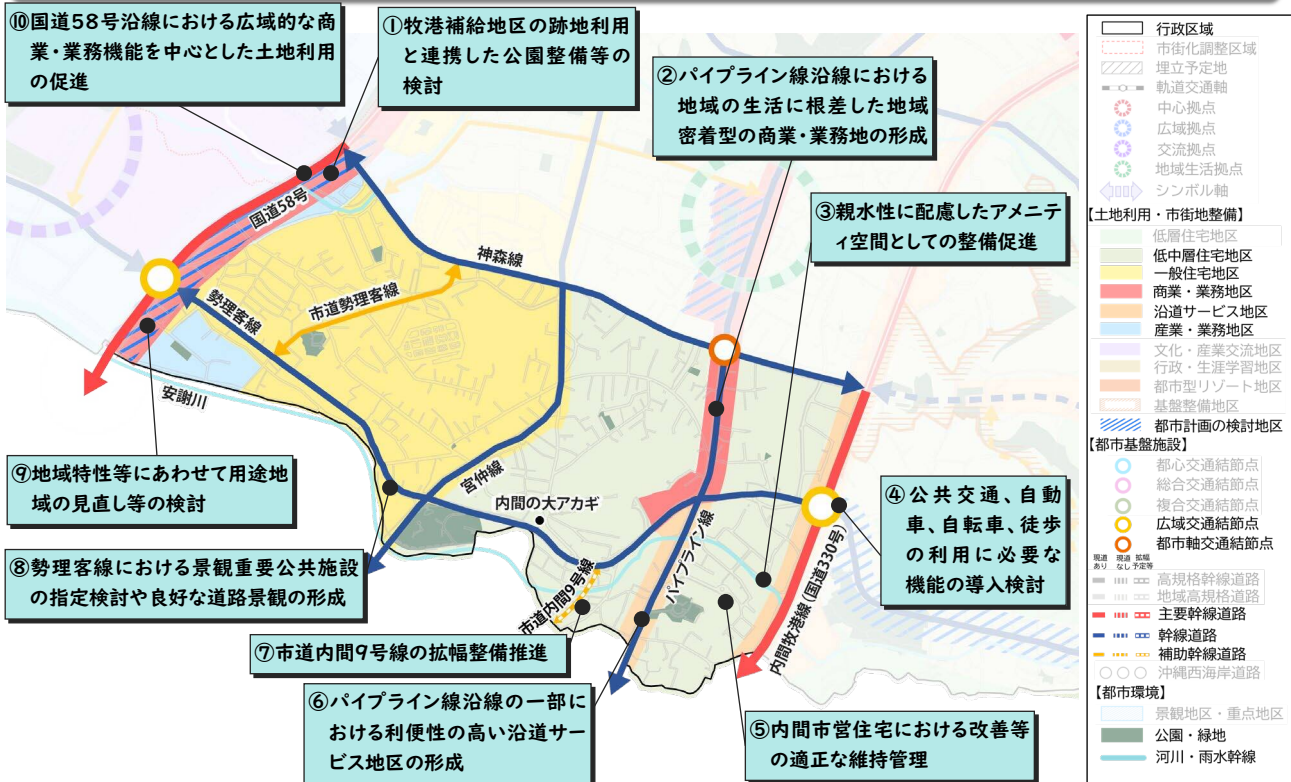 ⑩国道58号沿線における広域的な商
業・業務機能を中心とした土地利用
の促進
①牧港補給地区の跡地利用
と連携した公園整備等の
検討
②パイプライン線沿線における
地域の生活に根差した地域
密着型の商業・業務地の形成
③親水性に配慮したアメニテ
ィ空間としての整備促進
国道58号
神森線
勢理客線
市道勢理客線
安謝川
宮仲線
内間の大アカギ
⑨地域特性等にあわせて用途地
域の見直し等の検討
④公共交通、自動
車、自転車、徒歩
の利用に必要な
機能の導入検討
⑧勢理客線における景観重要公共施設
の指定検討や良好な道路景観の形成
市道内間9号線
パイプライン線
内間牧港線(国道330号)
⑦市道内間9号線の拡幅整備推進
⑥パイプライン線沿線の一部に
おける利便性の高い沿道サー
ビス地区の形成
⑤内間市営住宅における改善等
の適正な維持管理
行政区域
市街化調整区域
埋立予定地
軌道交通軸
中心拠点
広域拠点
交流拠点
地域生活拠点
シンボル軸
【土地利用・市街地整備】
低層住宅地区
低中層住宅地区
一般住宅地区
商業・業務地区
沿道サービス地区
産業・業務地区
文化・産業交流地区
行政・生涯学習地区
都市型リゾート地区
基盤整備地区
都市計画の検討地区
【都市基盤施設】
都心交通結節点
総合交通結節点
複合交通結節点
広域交通結節点
都市軸交通結節点
現道あり 現道なし 拡幅予定等
高規格幹線道路
地域高規格道路
主要幹線道路
幹線道路
補助幹線道路
沖縄西海岸道路
【都市環境】
景観地区・重点地区
公園・緑地
河川・雨水幹線